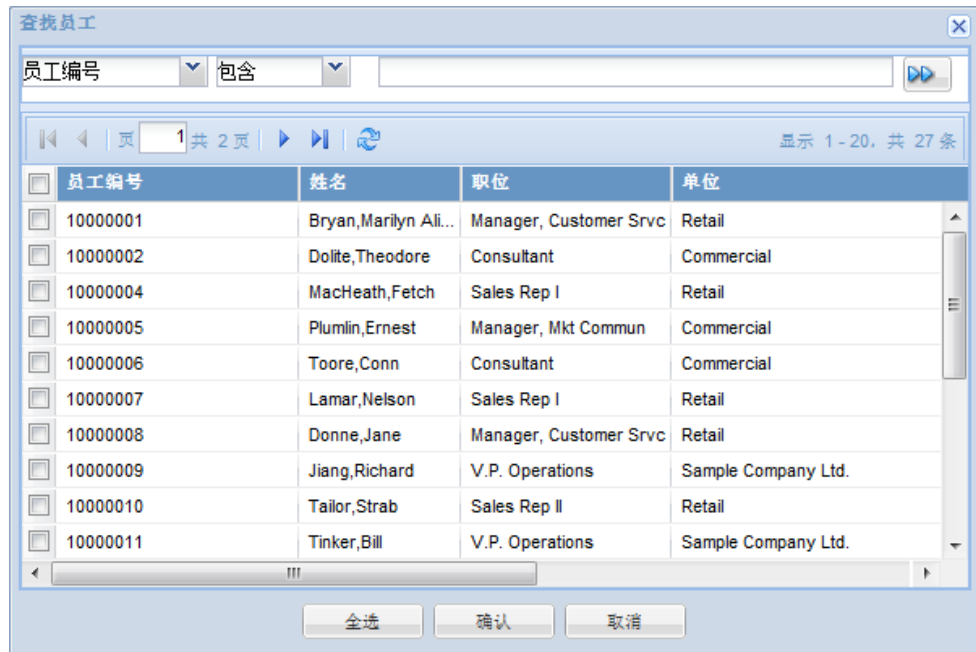 查找员工
员工编号 包含
页 1 共 2 页 显示 1 - 20，共 27 条
员工编号 姓名 职位 单位
10000001 Bryan,Marilyn Ali... Manager, Customer Srvc Retail
10000002 Dolite,Theodore Consultant Commercial
10000004 MacHeath,Fetch Sales Rep I Retail
10000005 Plumlin,Ernest Manager, Mkt Commun Commercial
10000006 Toore,Conn Consultant Commercial
10000007 Lamar,Nelson Sales Rep I Retail
10000008 Donne,Jane Manager, Customer Srvc Retail
10000009 Jiang,Richard V.P. Operations Sample Company Ltd.
10000010 Tailor,Strab Sales Rep II Retail
10000011 Tinker,Bill V.P. Operations Sample Company Ltd.
全选 确认 取消